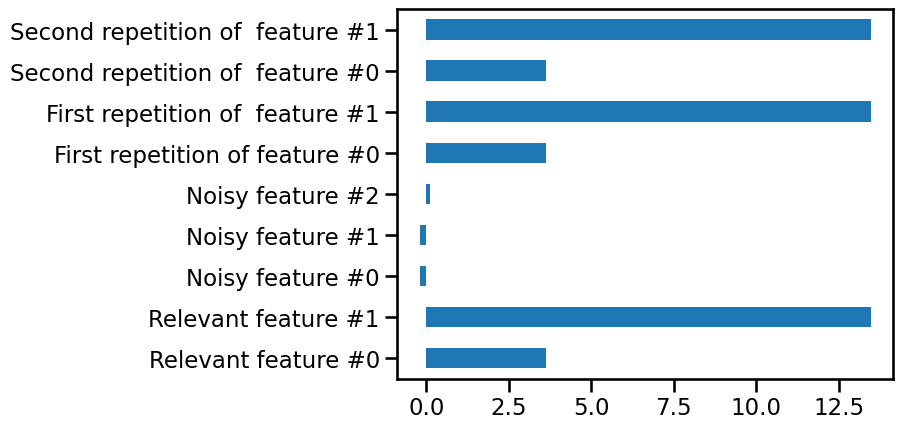 Second repetition of  feature #1
Second repetition of  feature #0
First repetition of  feature #1
First repetition of feature #0
Noisy feature #2
Noisy feature #1
Noisy feature #0
Relevant feature #1
Relevant feature #0
0.0 2.5 5.0 7.5 10.0 12.5